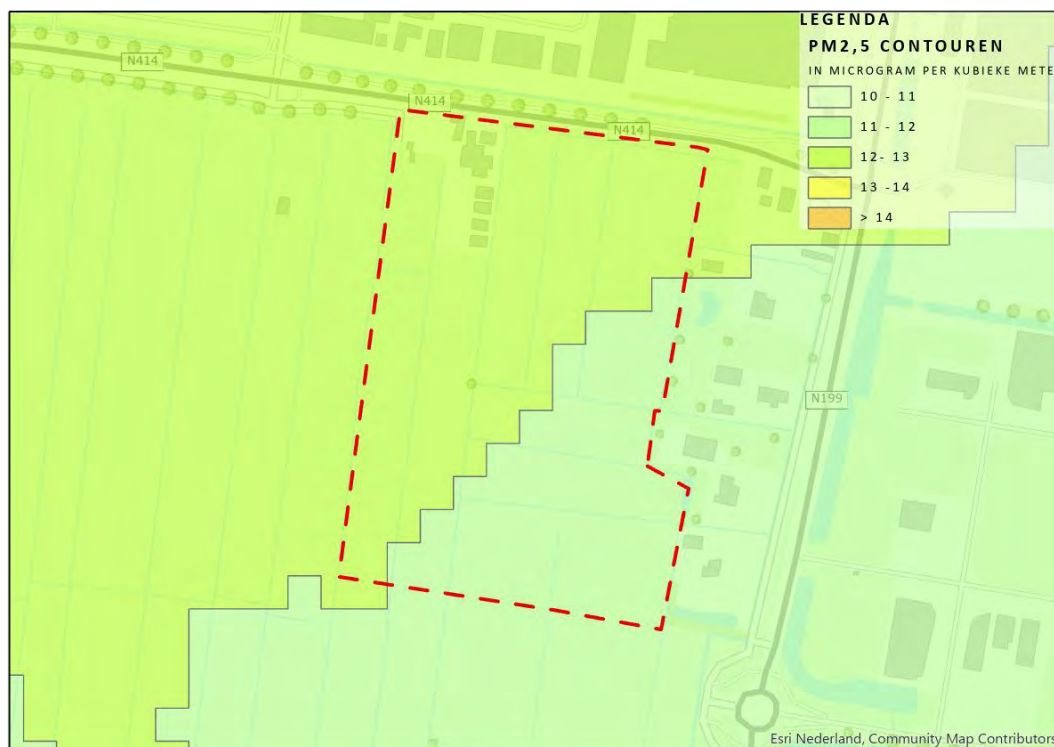 LEGENDA
PM2,5 CONTOUREN
IN MICROGRAM PER KUBIEKE METE
10 - 11
11 - 12
12- 13
13 -14
> 14
N414
N414
N414
N199
Esri Nederland, Community Map Contributors